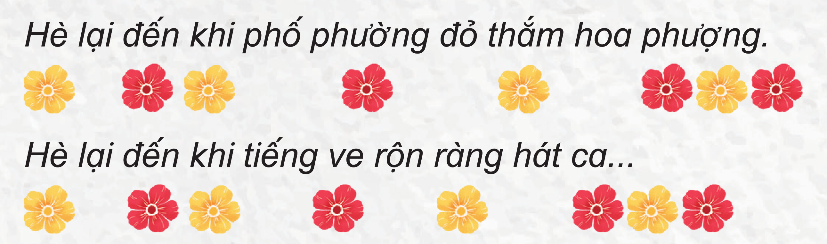 Hè lại đến khi phố phường đỏ thắm hoa phượng.
Hè lại đến khi tiếng ve rộn ràng hát ca...